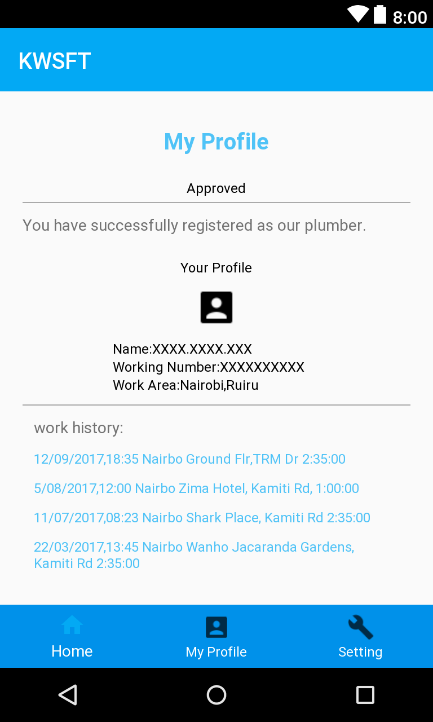 8:00
KWSFT
My Profile
Approved
You have successfully registered as our plumber.
Your Profile
Name:XXXX.XXXX.XXX
Working Number:XXXXXXXXXX
Work Area:Nairobi,Ruiru
work history:
12/09/2017,18:35 Nairbo Ground Flr,TRM Dr 2:35:00
5/08/2017,12:00 Nairbo Zima Hotel, Kamiti Rd, 1:00:00
11/07/2017,08:23 Nairbo Shark Place, Kamiti Rd 2:35:00
22/03/2017,13:45 Nairbo Wanho Jacaranda Gardens,
Kamiti Rd 2:35:00
Home
My Profile
Setting